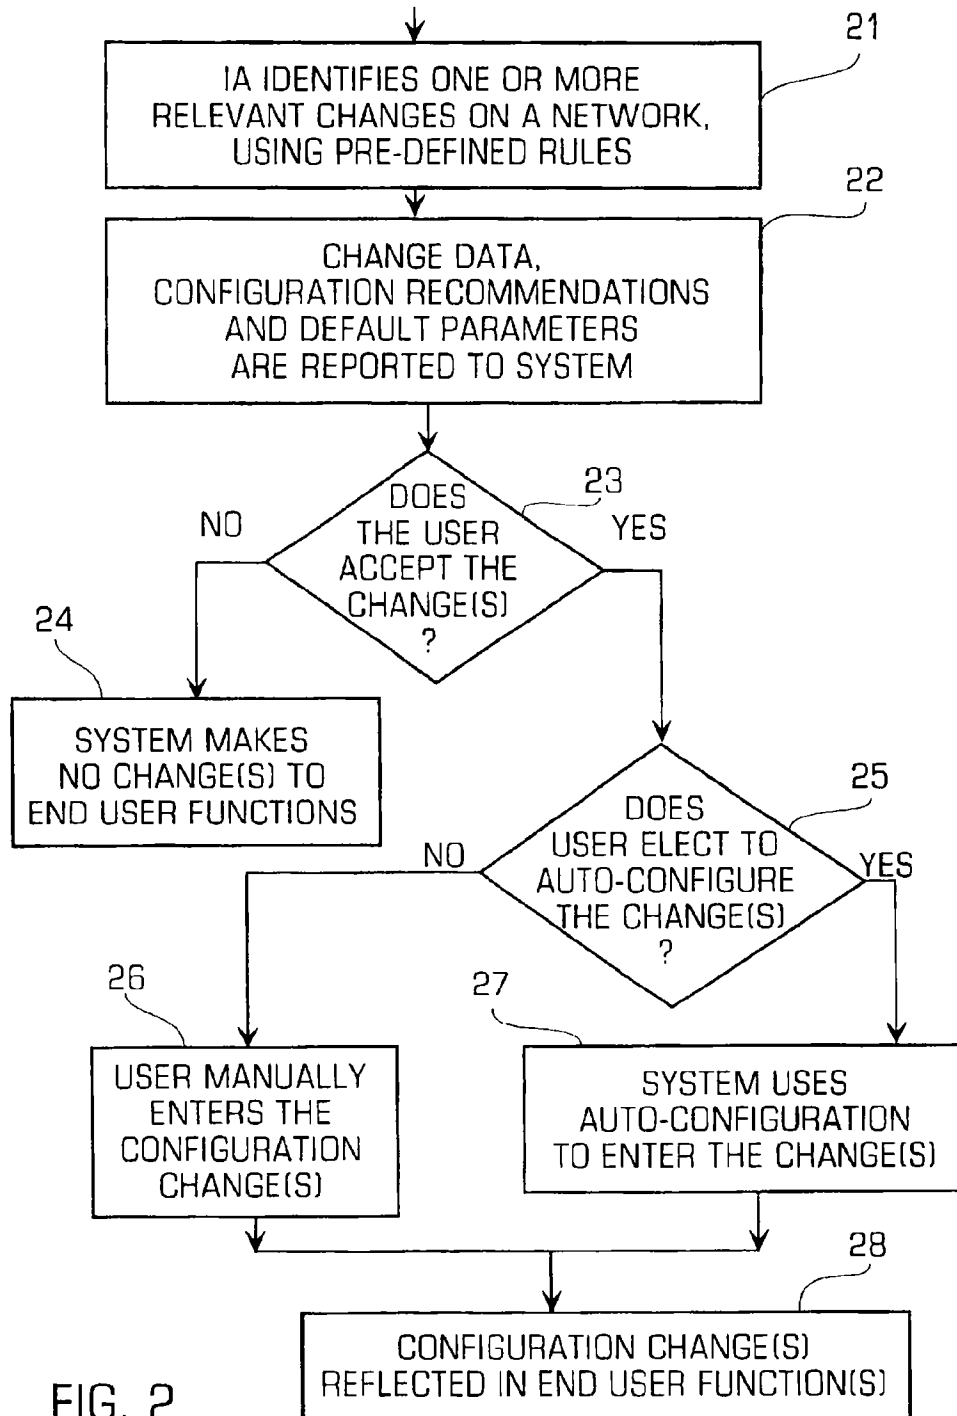 21
IA IDENTIFIES ONE OR MORE
RELEVANT CHANGES ON A NETWORK,
USING PRE-DEFINED RULES
22
CHANGE DATA,
CONFIGURATION RECOMMENDATIONS
AND DEFAULT PARAMETERS
ARE REPORTED TO SYSTEM
23
DOES
THE USER
ACCEPT THE
CHANGE(S)
?
NO
YES
24
SYSTEM MAKES
NO CHANGE(S) TO
END USER FUNCTIONS
25
DOES
USER ELECT TO
AUTO-CONFIGURE
THE CHANGE(S)
?
NO
YES
26
USER MANUALLY
ENTERS THE
CONFIGURATION
CHANGE(S)
27
SYSTEM USES
AUTO-CONFIGURATION
TO ENTER THE CHANGE(S)
28
CONFIGURATION CHANGE(S)
REFLECTED IN END USER FUNCTION(S)
FIG. 2